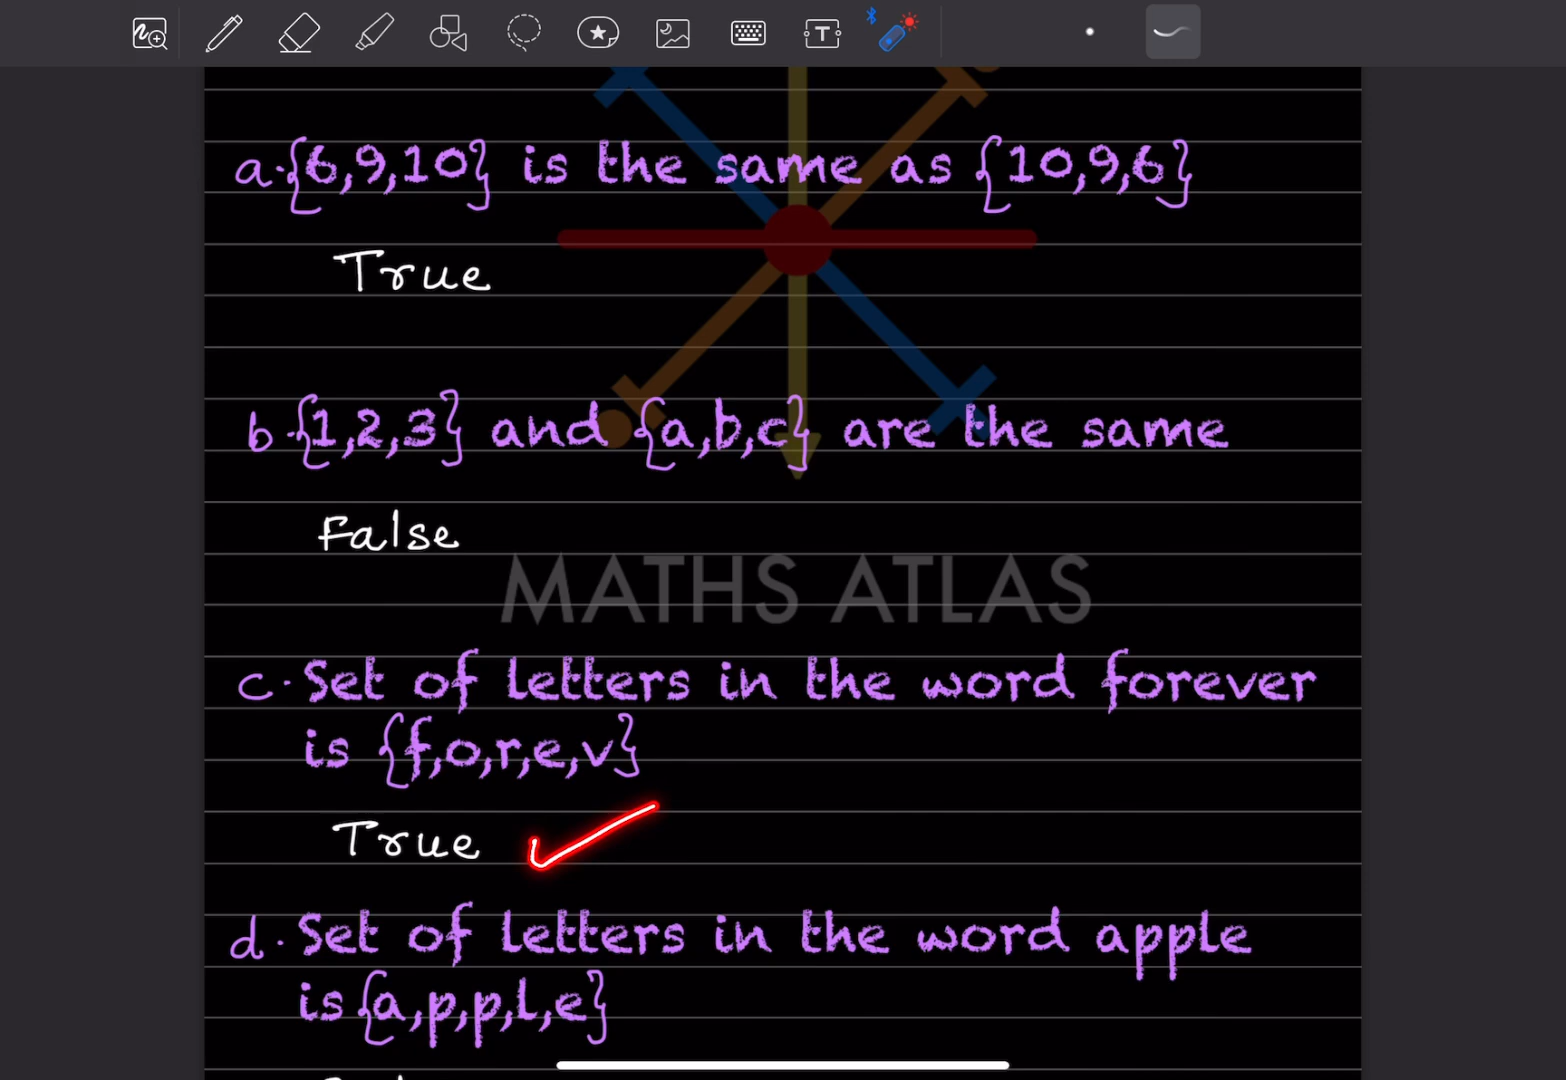 a. {6,9,10} is the same as {10,9,6}
True
b. {1,2,3} and {a,b,c} are the same
False
MATHS ATLAS
c. Set of letters in the word forever
is {f,o,r,e,v}
True
d. Set of letters in the word apple
is {a,p,p,l,e}